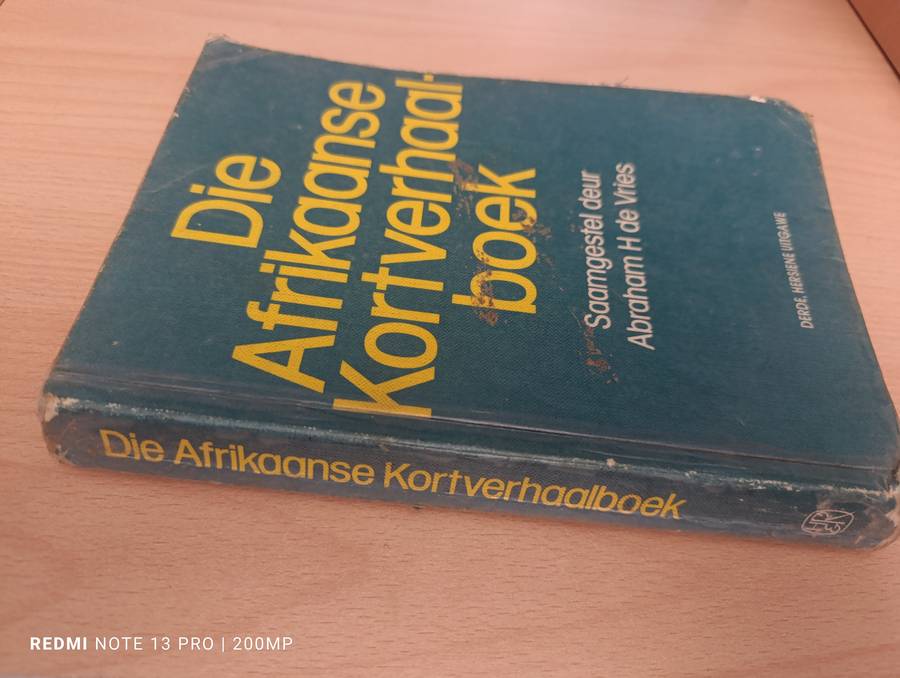 Die
Afrikaanse
Kortverhaal-
boek
Saamgestel deur
Abraham H de Vries
DERDE, HERSIENE UITGAWE
Die Afrikaanse Kortverhaalboek
REDMI NOTE 13 PRO | 200MP